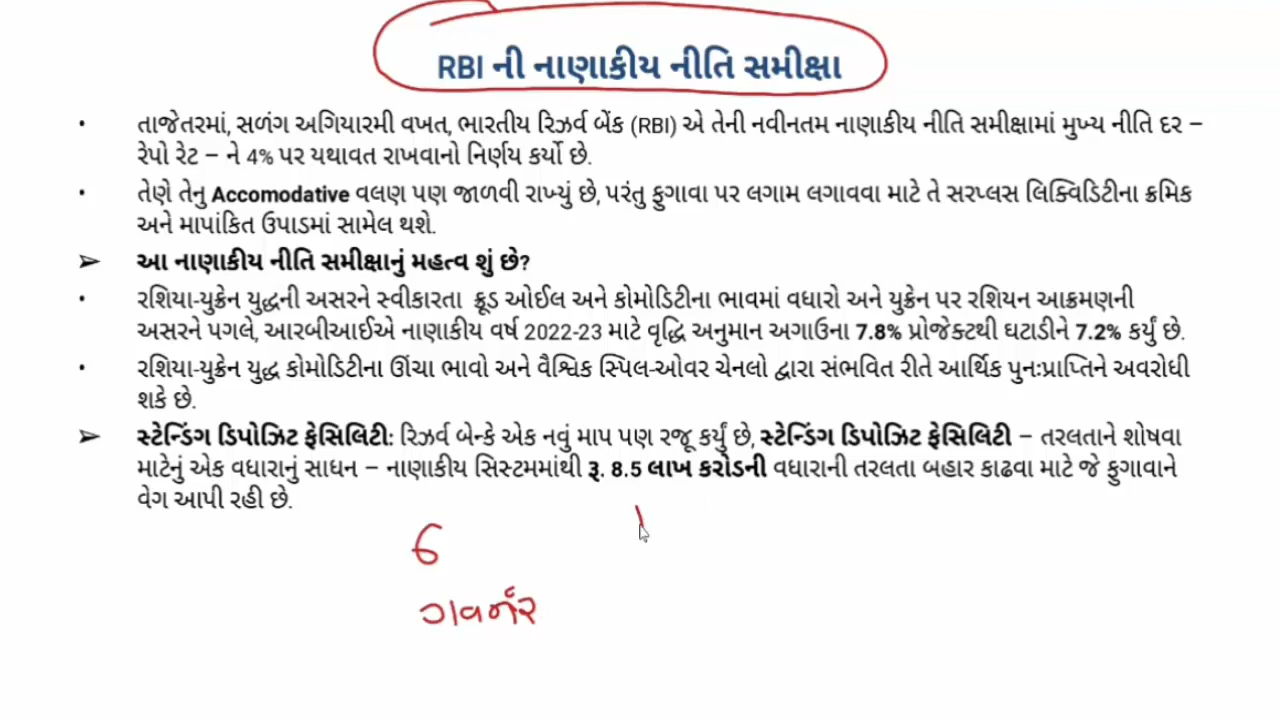 RBI ની નાણાકીય નીતિ સમીક્ષા
• તાજેતરમાં, સળંગ અગિયારમી વખત, ભારતીય રિઝર્વ બેંક (RBI) એ તેની નવીનતમ નાણાકીય નીતિ સમીક્ષામાં મુખ્ય નીતિ દર –
રેપો રેટ – ને 4% પર યથાવત રાખવાનો નિર્ણય કર્યો છે.
• તેણે તેનુ Accomodative વલણ પણ જાળવી રાખ્યું છે, પરંતુ ફુગાવા પર લગામ લગાવવા માટે તે સરપ્લસ લિક્વિડિટીના ક્રમિક
અને માપાંકિત ઉપાડમાં સામેલ થશે.
➢ આ નાણાકીય નીતિ સમીક્ષાનું મહત્વ શું છે?
• રશિયા-યુક્રેન યુદ્ધની અસરને સ્વીકારતા ક્રૂડ ઓઈલ અને કોમોડિટીના ભાવમાં વધારો અને યુક્રેન પર રશિયન આક્રમણની
અસરને પગલે, આરબીઆઈએ નાણાકીય વર્ષ 2022-23 માટે વૃદ્ધિ અનુમાન અગાઉના 7.8% પ્રોજેક્ટથી ઘટાડીને 7.2% કર્યું છે.
• રશિયા-યુક્રેન યુદ્ધ કોમોડિટીના ઊંચા ભાવો અને વૈશ્વિક સ્પિલ-ઓવર ચેનલો દ્વારા સંભવિત રીતે આર્થિક પુનઃપ્રાપ્તિને અવરોધી
શકે છે.
➢ સ્ટેન્ડિંગ ડિપોઝિટ ફેસિલિટી: રિઝર્વ બેન્કે એક નવું માપ પણ રજૂ કર્યું છે, સ્ટેન્ડિંગ ડિપોઝિટ ફેસિલિટી – તરલતાને શોષવા
માટેનું એક વધારાનું સાધન – નાણાકીય સિસ્ટમમાંથી રૂ. 8.5 લાખ કરોડની વધારાની તરલતા બહાર કાઢવા માટે જે ફુગાવાને
વેગ આપી રહી છે.
6
ગવર્નર